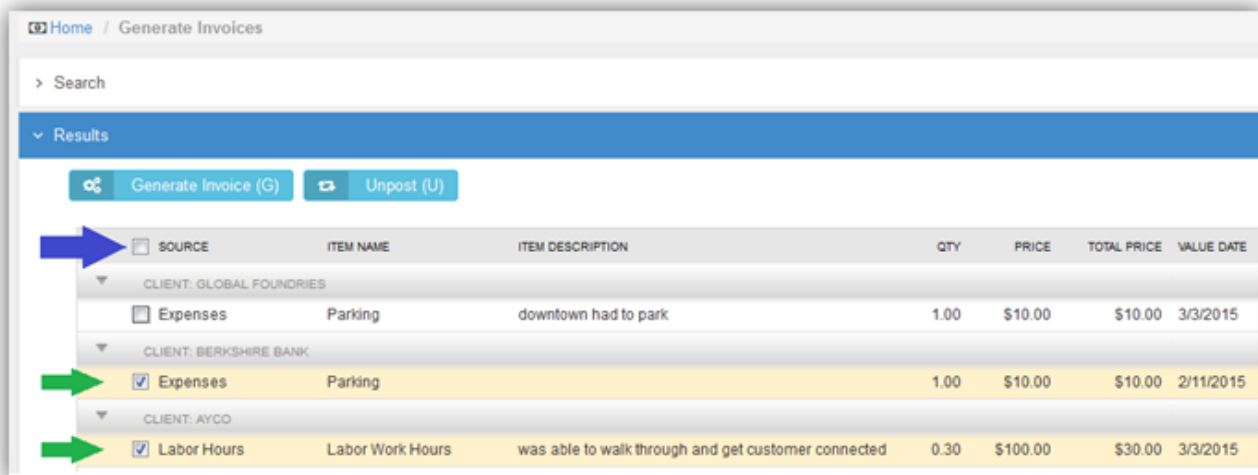 Home / Generate Invoices
Search
Results
Generate Invoice (G) Unpost (U)
SOURCE ITEM NAME ITEM DESCRIPTION QTY PRICE TOTAL PRICE VALUE DATE
CLIENT: GLOBAL FOUNDRIES
Expenses Parking downtown had to park 1.00 $10.00 $10.00 3/3/2015
CLIENT: BERKSHIRE BANK
Expenses Parking 1.00 $10.00 $10.00 2/11/2015
CLIENT: AYCO
Labor Hours Labor Work Hours was able to walk through and get customer connected 0.30 $100.00 $30.00 3/3/2015